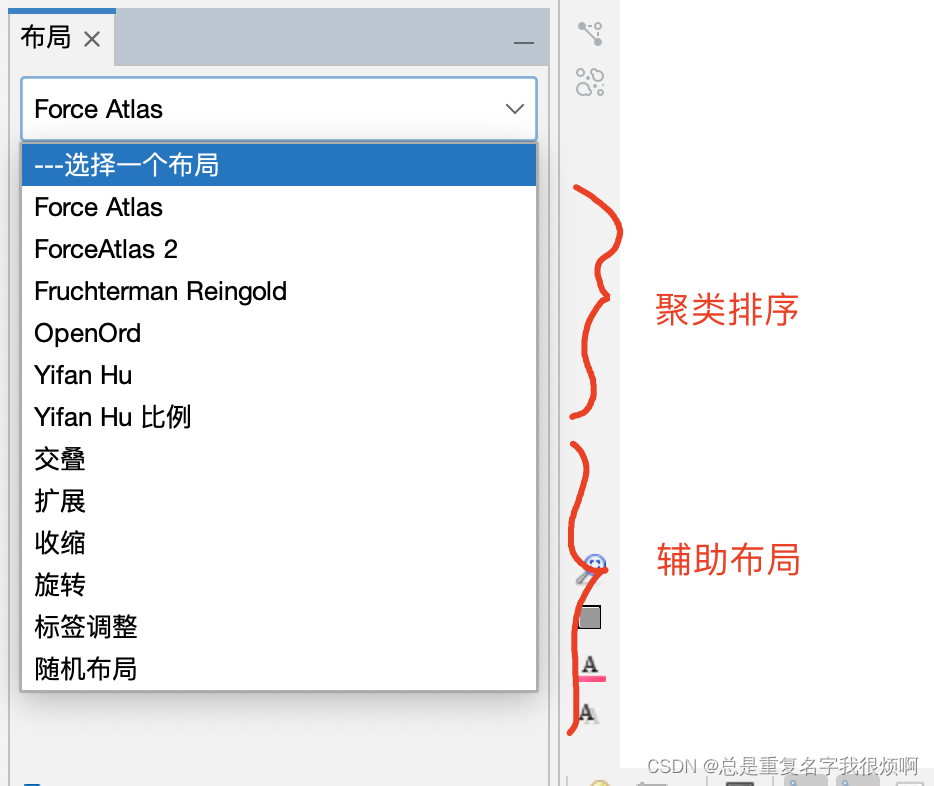 布局
Force Atlas
---选择一个布局
Force Atlas
ForceAtlas 2
Fruchterman Reingold
OpenOrd
Yifan Hu
Yifan Hu 比例
交叠
扩展
收缩
旋转
标签调整
随机布局
聚类排序
辅助布局
A
A
CSDN @总是重复名字我很烦啊